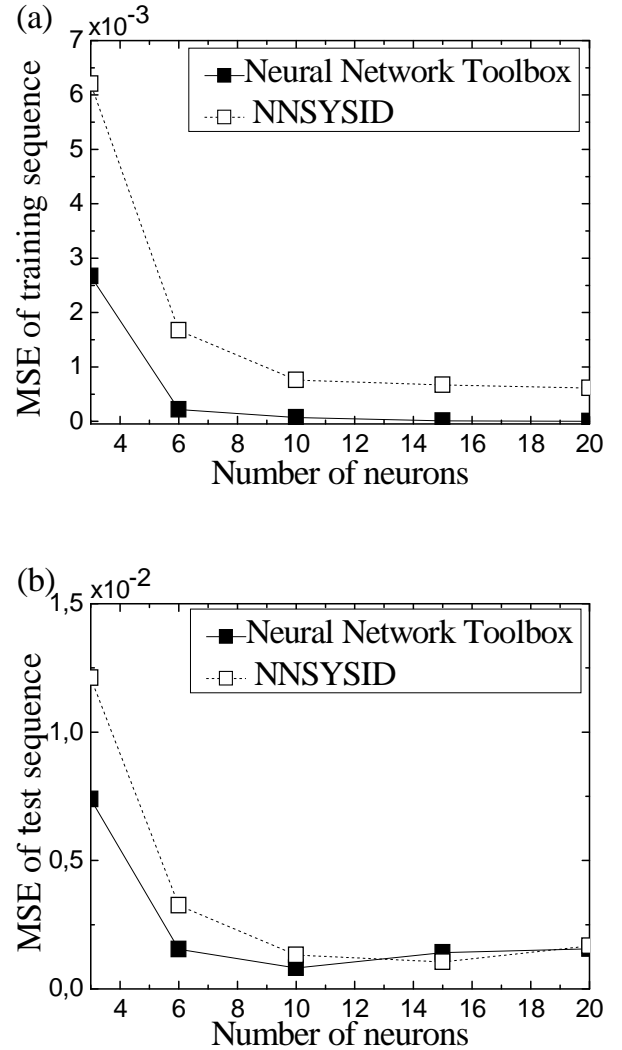 (a)
x10-3
7
6
5
4
3
2
1
0
MSE of training sequence
Neural Network Toolbox
NNSYSID
4 6 8 10 12 14 16 18 20
Number of neurons
(b)
x10-2
1,5
1,0
0,5
0,0
MSE of test sequence
Neural Network Toolbox
NNSYSID
4 6 8 10 12 14 16 18 20
Number of neurons